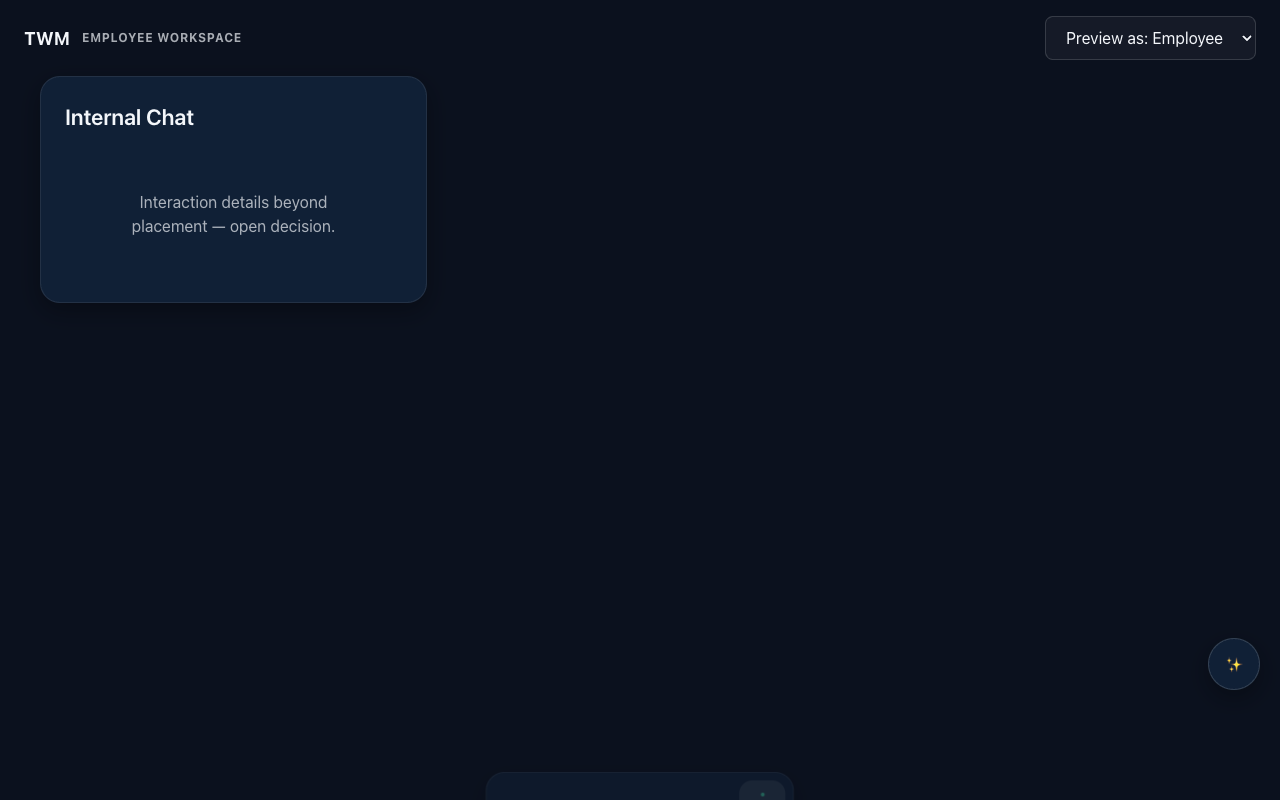 TWM EMPLOYEE WORKSPACE
Preview as: Employee
Internal Chat
Interaction details beyond
placement — open decision.